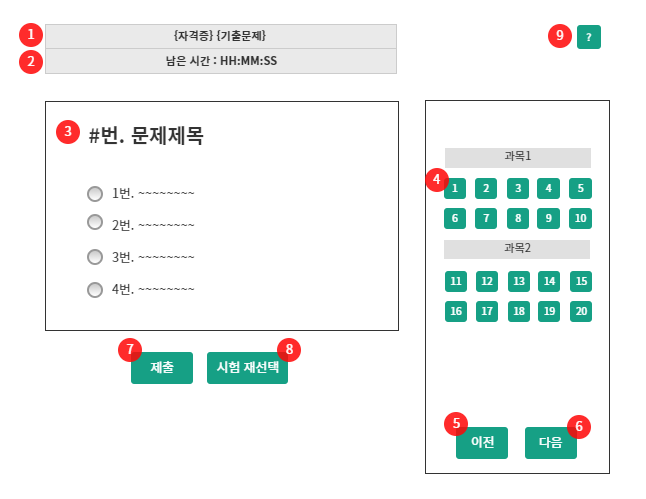 1 {자격증} {기출문제}
2 남은 시간 : HH:MM:SS
9 ?
3 #번. 문제제목
1번. ~~~~~~~~
2번. ~~~~~~~~
3번. ~~~~~~~~
4번. ~~~~~~~~
7 제출
8 시험 재선택
과목1
4
1 2 3 4 5
6 7 8 9 10
과목2
11 12 13 14 15
16 17 18 19 20
5 이전
6 다음